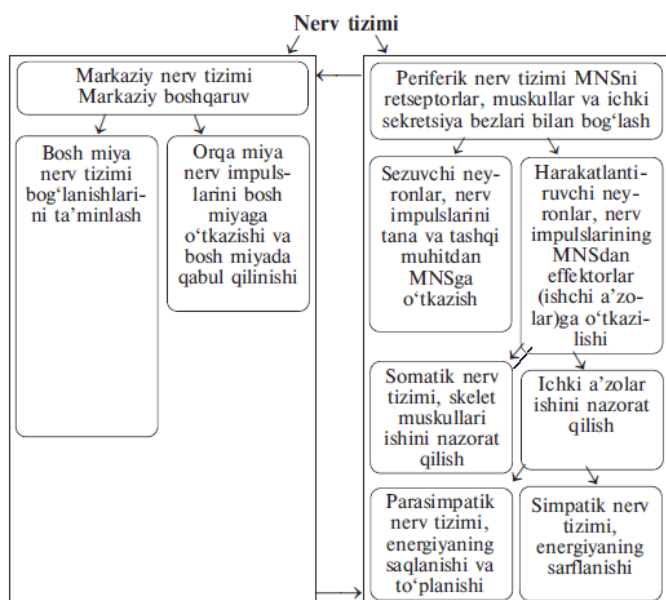 Nerv tizimi
Markaziy nerv tizimi
Markaziy boshqaruv
Bosh miya
nerv tizimi
bog‘lanishlari-
ni ta’minlash
Orqa miya
nerv impuls-
larini bosh
miyaga
o‘tkazishi va
bosh miyada
qabul qilinishi
Periferik nerv tizimi MNSni
retseptorlar, muskullar va ichki
sekretsiya bezlari bilan bog‘lash
Sezuvchi ney-
ronlar, nerv
impulslarini
tana va tashqi
muhitdan
MNSga
o‘tkazish
Harakatlanti-
ruvchi ney-
ronlar, nerv
impulslarining
MNSdan
effektorlar
(ishchi a’zo-
lar)ga o‘tkazi-
lishi
Somatik nerv
tizimi, skelet
muskullari
ishini nazorat
qilish
Ichki a’zolar
ishini nazorat
qilish
Parasimpatik
nerv tizimi,
energiyaning
saqlanishi va
to‘planishi
Simpatik nerv
tizimi,
energiyaning
sarflanishi